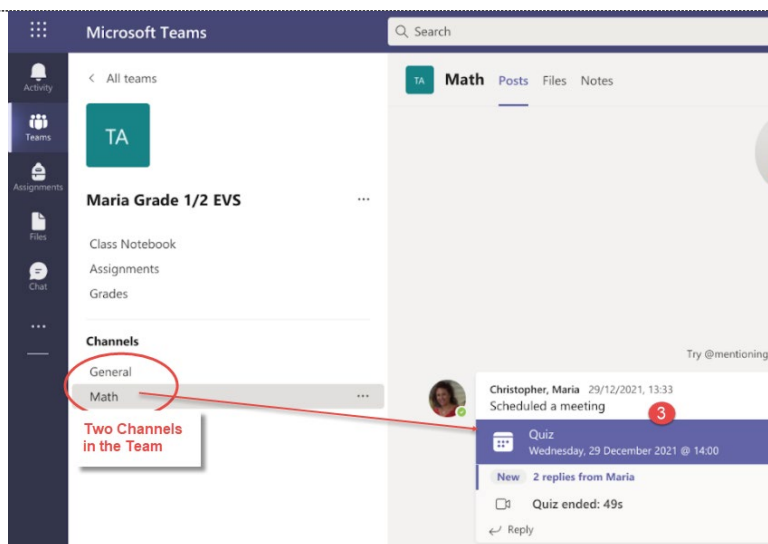 Microsoft Teams
Search
Activity
Teams
Assignments
Files
Chat
All teams
TA
Maria Grade 1/2 EVS
Class Notebook
Assignments
Grades
Channels
General
Math
Two Channels
in the Team
TA Math Posts Files Notes
Try @mentioning
Christopher, Maria 29/12/2021, 13:33
Scheduled a meeting
3
Quiz
Wednesday, 29 December 2021 @ 14:00
New 2 replies from Maria
Quiz ended: 49s
Reply